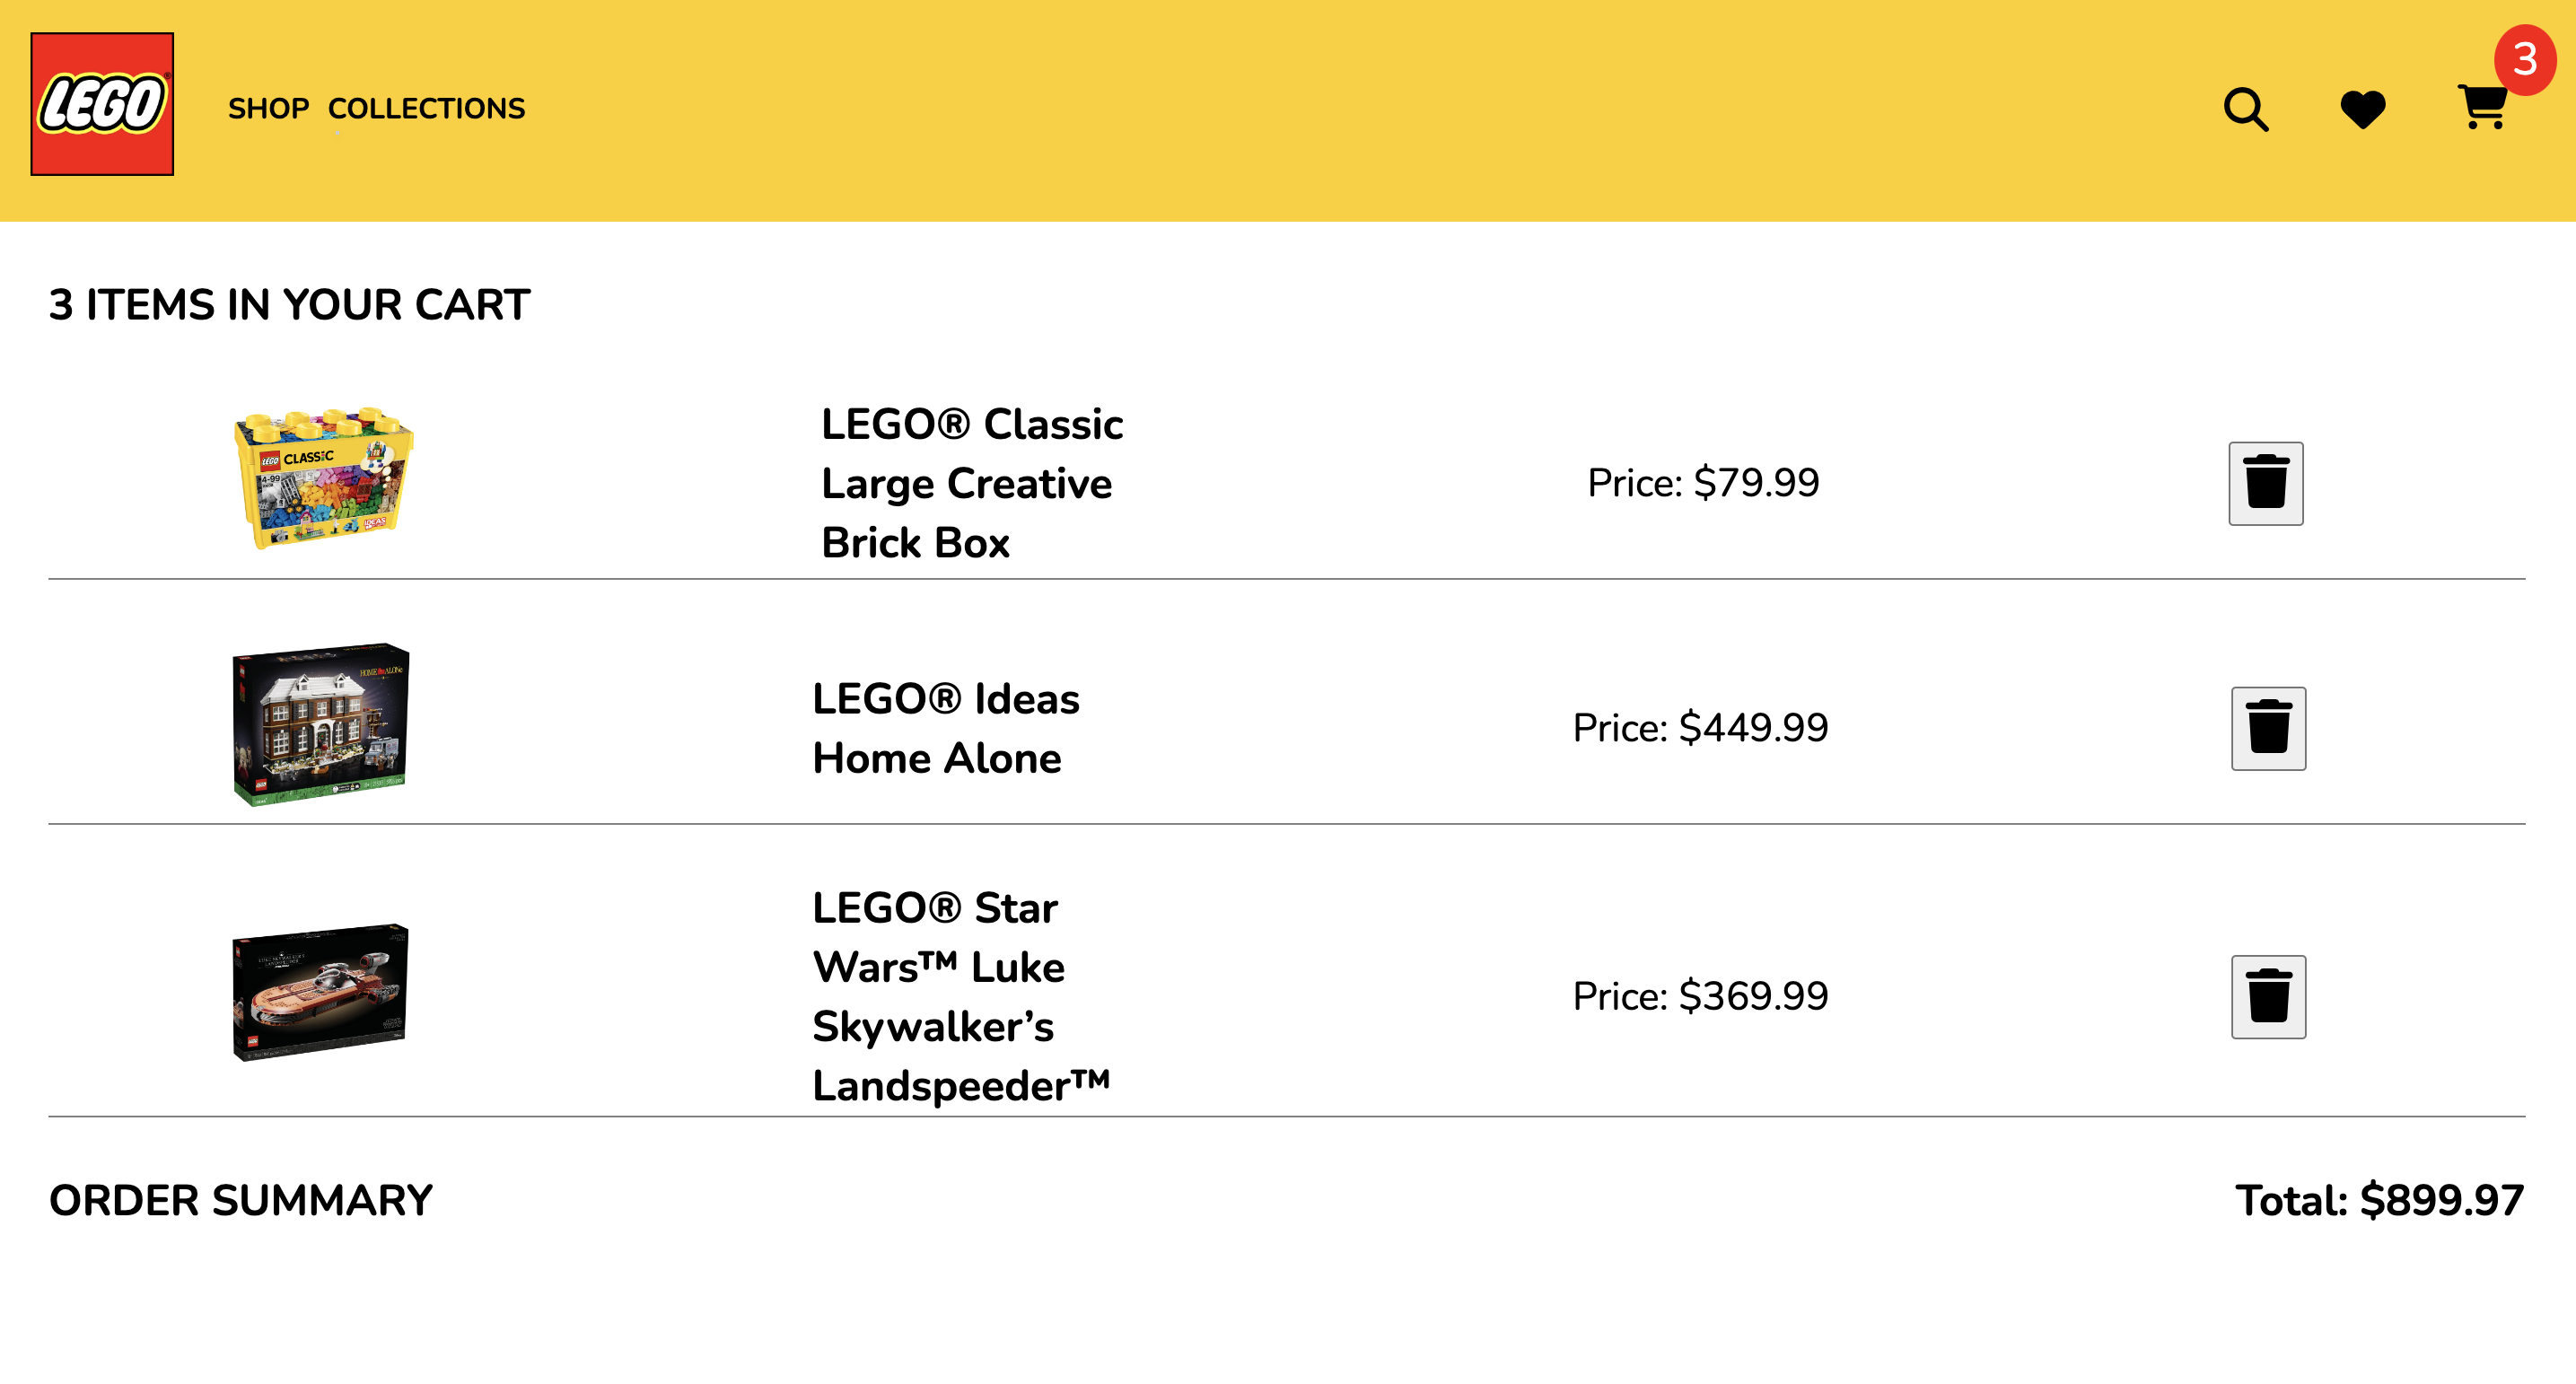 LEGO®
SHOP COLLECTIONS
3
3 ITEMS IN YOUR CART
LEGO CLASSIC
4-99
IDEAS
LEGO® Classic
Large Creative
Brick Box
Price: $79.99
HOME ALONE
LEGO® Ideas
Home Alone
Price: $449.99
LEGO® Star
Wars™ Luke
Skywalker’s
Landspeeder™
Price: $369.99
ORDER SUMMARY
Total: $899.97